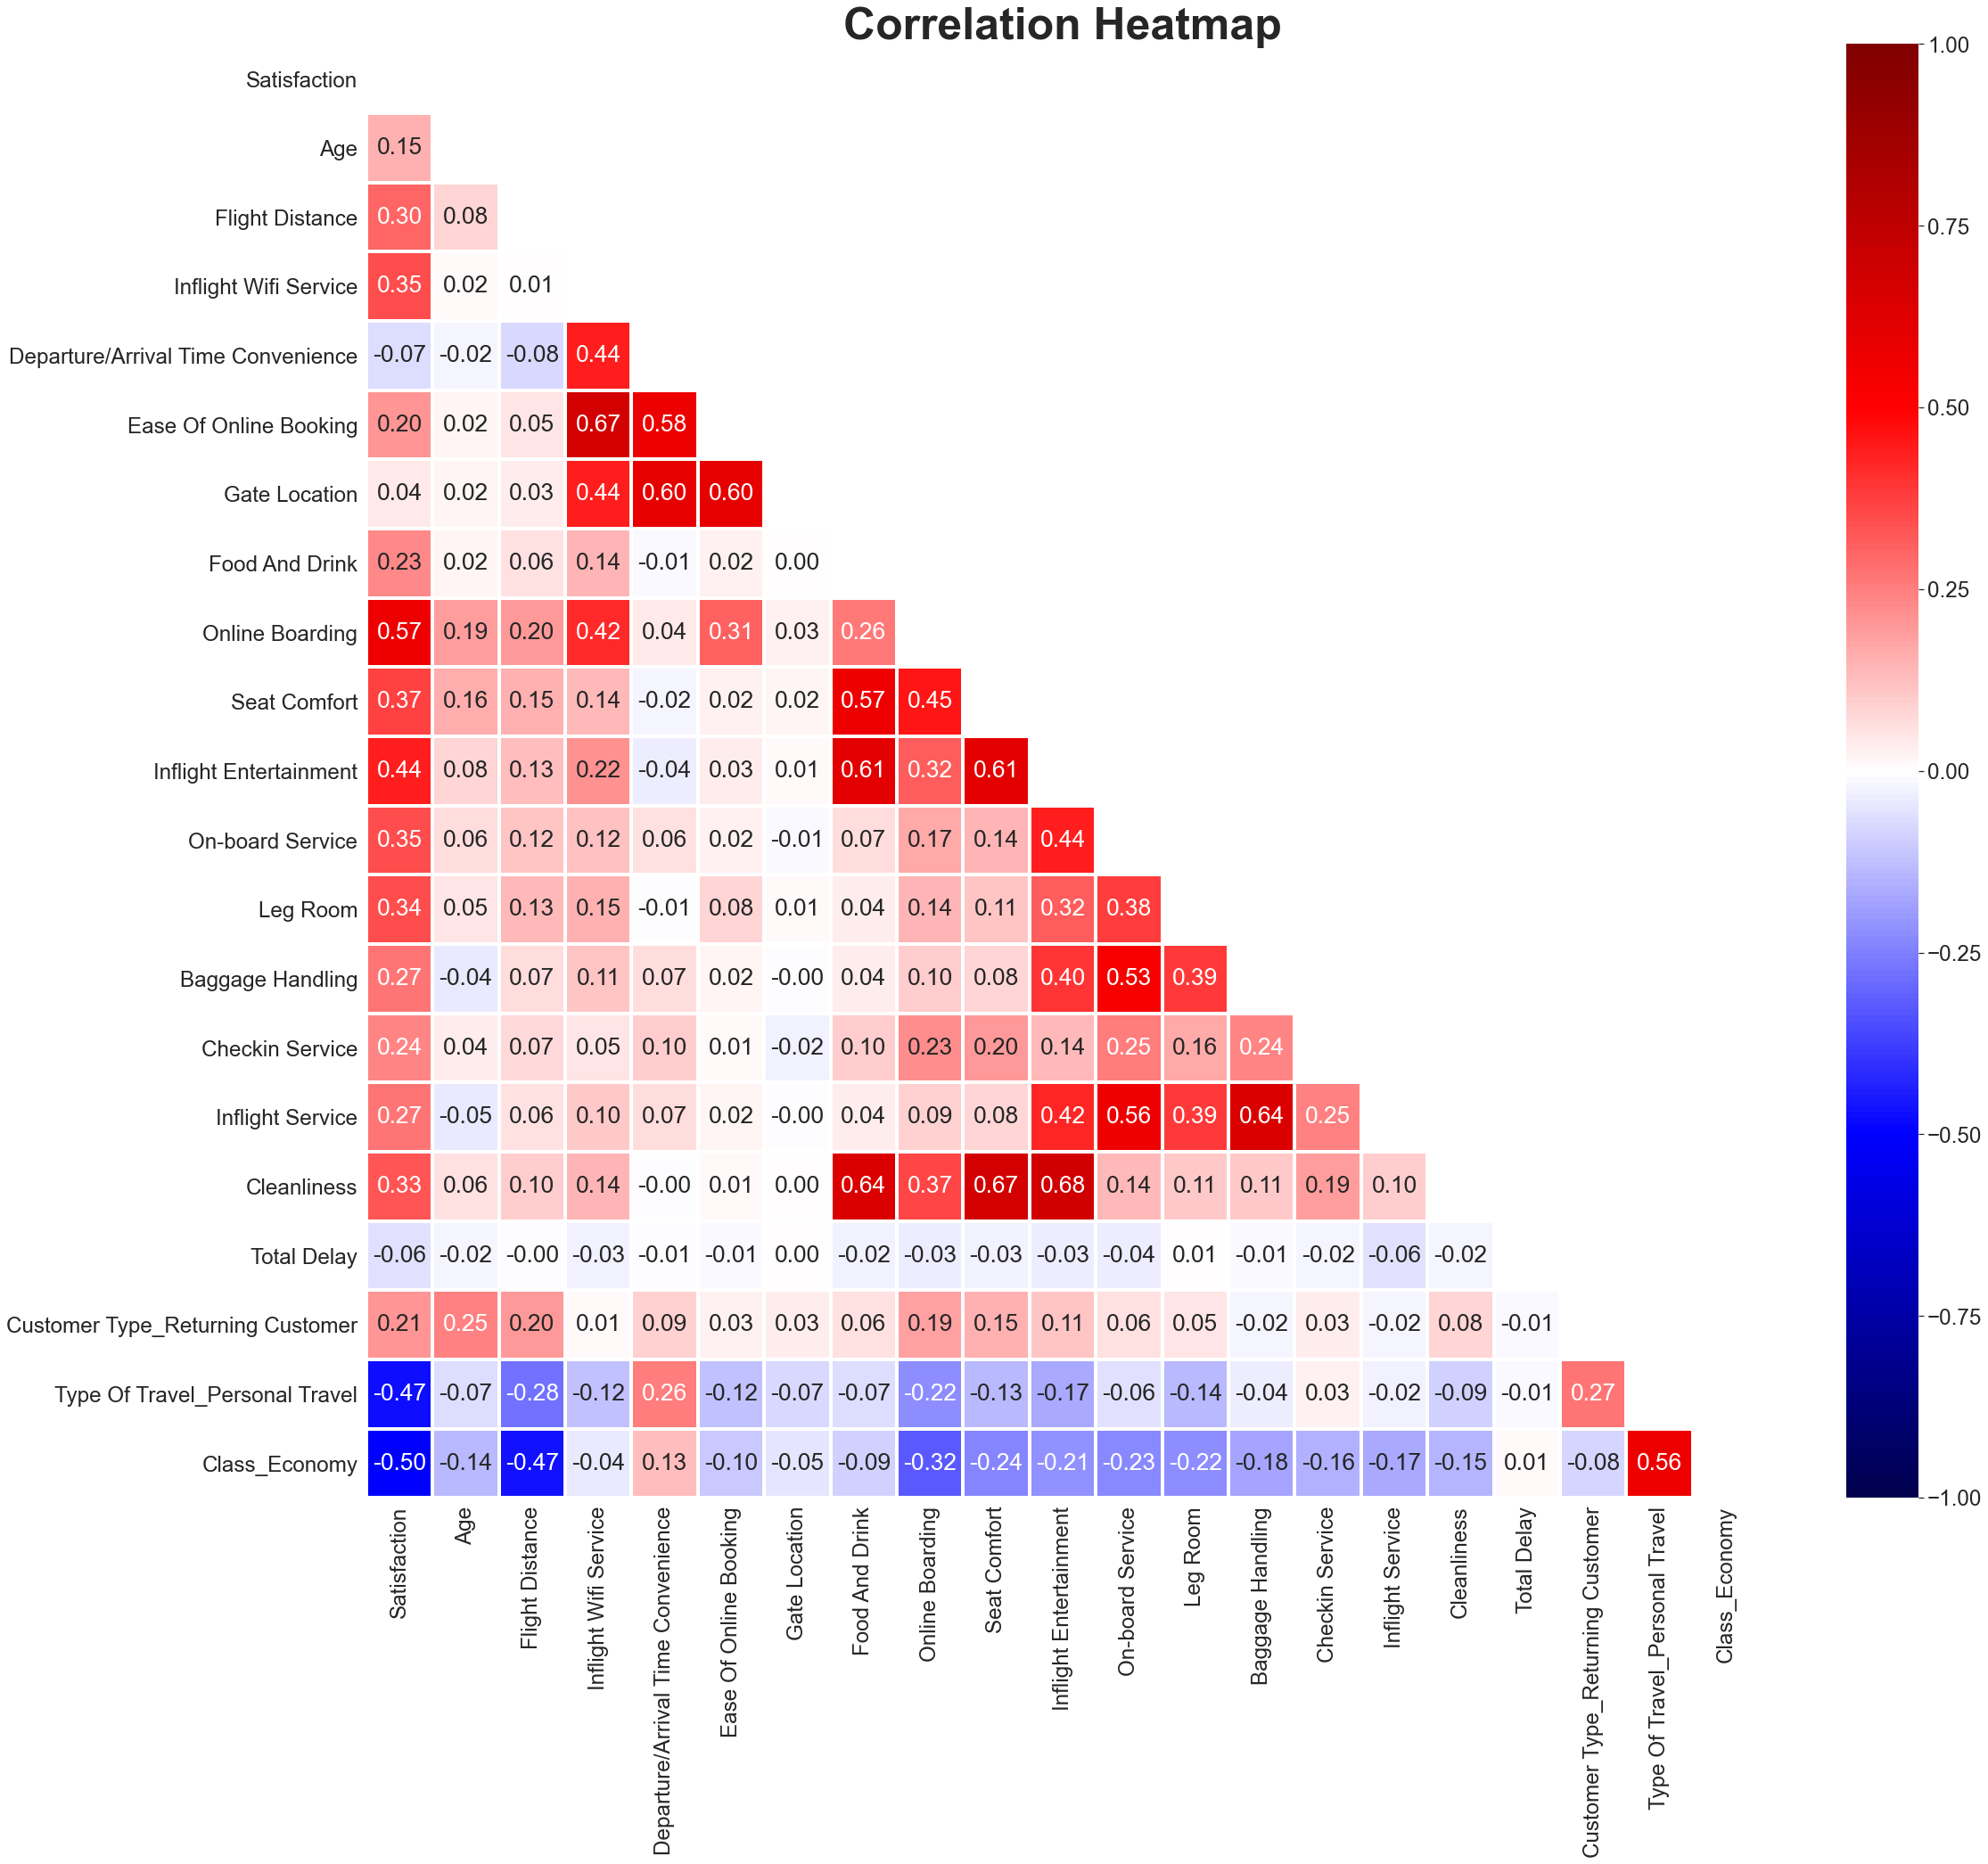 Correlation Heatmap
Satisfaction
Age 0.15
Flight Distance 0.30 0.08
Inflight Wifi Service 0.35 0.02 0.01
Departure/Arrival Time Convenience -0.07 -0.02 -0.08 0.44
Ease Of Online Booking 0.20 0.02 0.05 0.67 0.58
Gate Location 0.04 0.02 0.03 0.44 0.60 0.60
Food And Drink 0.23 0.02 0.06 0.14 -0.01 0.02 0.00
Online Boarding 0.57 0.19 0.20 0.42 0.04 0.31 0.03 0.26
Seat Comfort 0.37 0.16 0.15 0.14 -0.02 0.02 0.02 0.57 0.45
Inflight Entertainment 0.44 0.08 0.13 0.22 -0.04 0.03 0.01 0.61 0.32 0.61
On-board Service 0.35 0.06 0.12 0.12 0.06 0.02 -0.01 0.07 0.17 0.14 0.44
Leg Room 0.34 0.05 0.13 0.15 -0.01 0.08 0.01 0.04 0.14 0.11 0.32 0.38
Baggage Handling 0.27 -0.04 0.07 0.11 0.07 0.02 -0.00 0.04 0.10 0.08 0.40 0.53 0.39
Checkin Service 0.24 0.04 0.07 0.05 0.10 0.01 -0.02 0.10 0.23 0.20 0.14 0.25 0.16 0.24
Inflight Service 0.27 -0.05 0.06 0.10 0.07 0.02 -0.00 0.04 0.09 0.08 0.42 0.56 0.39 0.64 0.25
Cleanliness 0.33 0.06 0.10 0.14 -0.00 0.01 0.00 0.64 0.37 0.67 0.68 0.14 0.11 0.11 0.19 0.10
Total Delay -0.06 -0.02 -0.00 -0.03 -0.01 -0.01 0.00 -0.02 -0.03 -0.03 -0.03 -0.04 0.01 -0.01 -0.02 -0.06 -0.02
Customer Type_Returning Customer 0.21 0.25 0.20 0.01 0.09 0.03 0.03 0.06 0.19 0.15 0.11 0.06 0.05 -0.02 0.03 -0.02 0.08 -0.01
Type Of Travel_Personal Travel -0.47 -0.07 -0.28 -0.12 0.26 -0.12 -0.07 -0.07 -0.22 -0.13 -0.17 -0.06 -0.14 -0.04 0.03 -0.02 -0.09 -0.01 0.27
Class_Economy -0.50 -0.14 -0.47 -0.04 0.13 -0.10 -0.05 -0.09 -0.32 -0.24 -0.21 -0.23 -0.22 -0.18 -0.16 -0.17 -0.15 0.01 -0.08 0.56
Satisfaction
Age
Flight Distance
Inflight Wifi Service
Departure/Arrival Time Convenience
Ease Of Online Booking
Gate Location
Food And Drink
Online Boarding
Seat Comfort
Inflight Entertainment
On-board Service
Leg Room
Baggage Handling
Checkin Service
Inflight Service
Cleanliness
Total Delay
Customer Type_Returning Customer
Type Of Travel_Personal Travel
Class_Economy
1.00
0.75
0.50
0.25
0.00
−0.25
−0.50
−0.75
−1.00